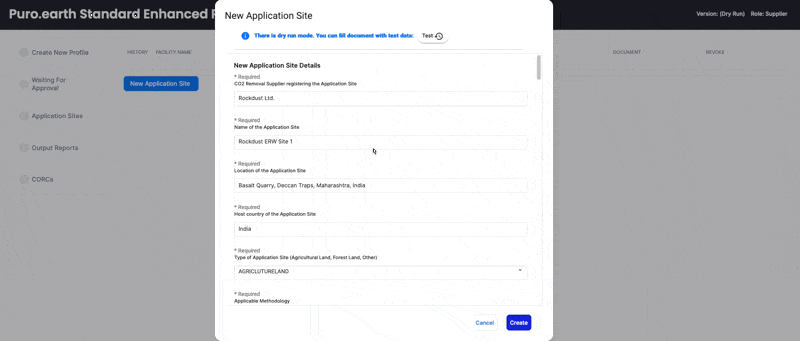 Puro.earth Standard Enhanced
New Application Site
Version: (Dry Run) Role: Supplier
There is dry run mode. You can fill document with test data: Test
Create New Profile
HISTORY FACILITY NAME
DOCUMENT REVOKE
Waiting For
Approval
New Application Site
Application Sites
Output Reports
CORCs
New Application Site Details
* Required
CO2 Removal Supplier registering the Application Site
Rockdust Ltd.
* Required
Name of the Application Site
Rockdust ERW Site 1
* Required
Location of the Application Site
Basalt Quarry, Deccan Traps, Maharashtra, India
* Required
Host country of the Application Site
India
* Required
Type of Application Site (Agricultural Land, Forest Land, Other)
AGRICLUTURELAND
* Required
Applicable Methodology
Cancel Create